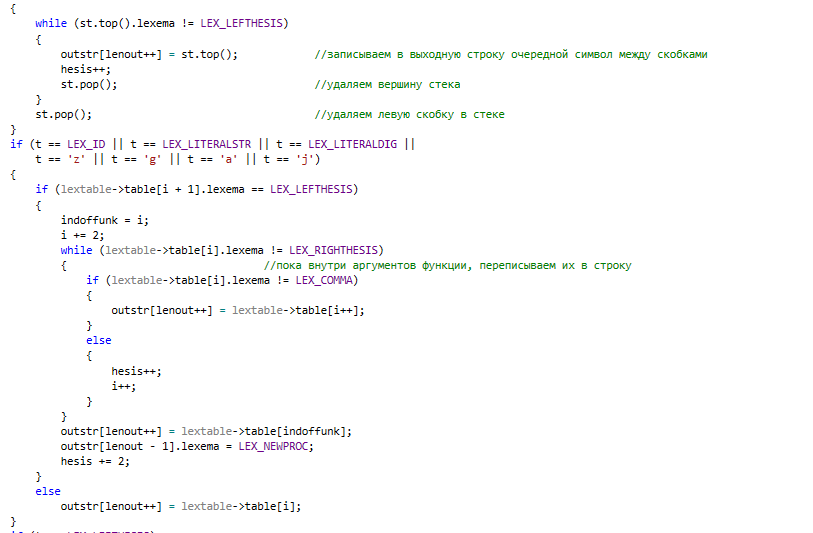 {
while (st.top().lexema != LEX_LEFTHESIS)
{
outstr[lenout++] = st.top(); //записываем в выходную строку очередной символ между скобками
hesis++;
st.pop(); //удаляем вершину стека
}
st.pop(); //удаляем левую скобку в стеке
}
if (t == LEX_ID || t == LEX_LITERALSTR || t == LEX_LITERALDIG ||
t == 'z' || t == 'g' || t == 'a' || t == 'j')
{
if (lextable->table[i + 1].lexema == LEX_LEFTHESIS)
{
indoffunk = i;
i += 2;
while (lextable->table[i].lexema != LEX_RIGHTHESIS)
{ //пока внутри аргументов функции, переписываем их в строку
if (lextable->table[i].lexema != LEX_COMMA)
{
outstr[lenout++] = lextable->table[i++];
}
else
{
hesis++;
i++;
}
}
outstr[lenout++] = lextable->table[indoffunk];
outstr[lenout - 1].lexema = LEX_NEWPROC;
hesis += 2;
}
else
outstr[lenout++] = lextable->table[i];
}